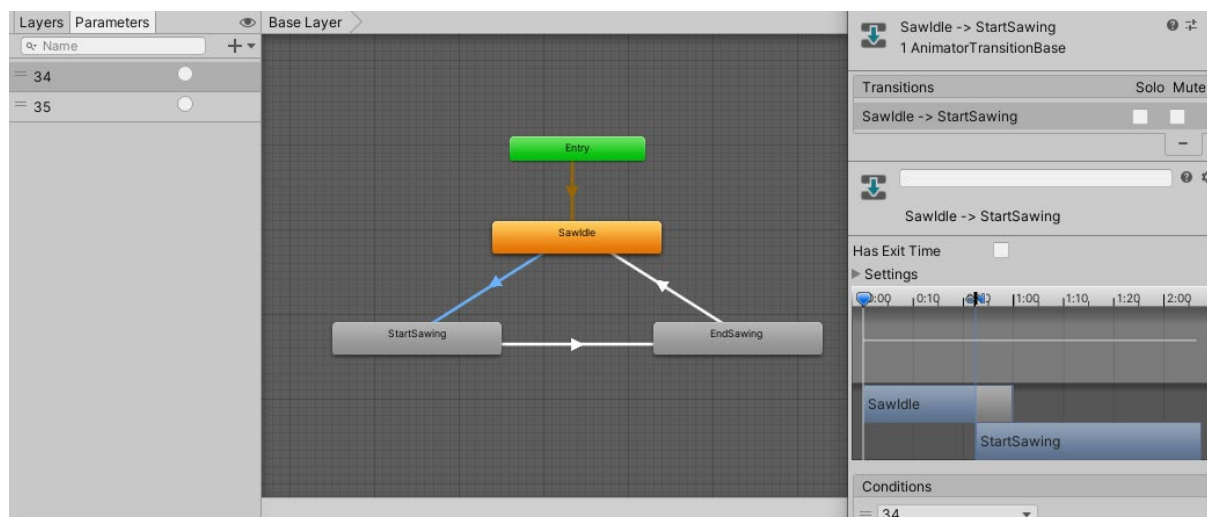 Layers Parameters
Name
34
35
Base Layer
Entry
SawIdle
StartSawing
EndSawing
SawIdle -> StartSawing
1 AnimatorTransitionBase
Transitions Solo Mute
SawIdle -> StartSawing
SawIdle -> StartSawing
Has Exit Time
Settings
0:10 1:00 1:10 1:20 2:00
SawIdle
StartSawing
Conditions
34